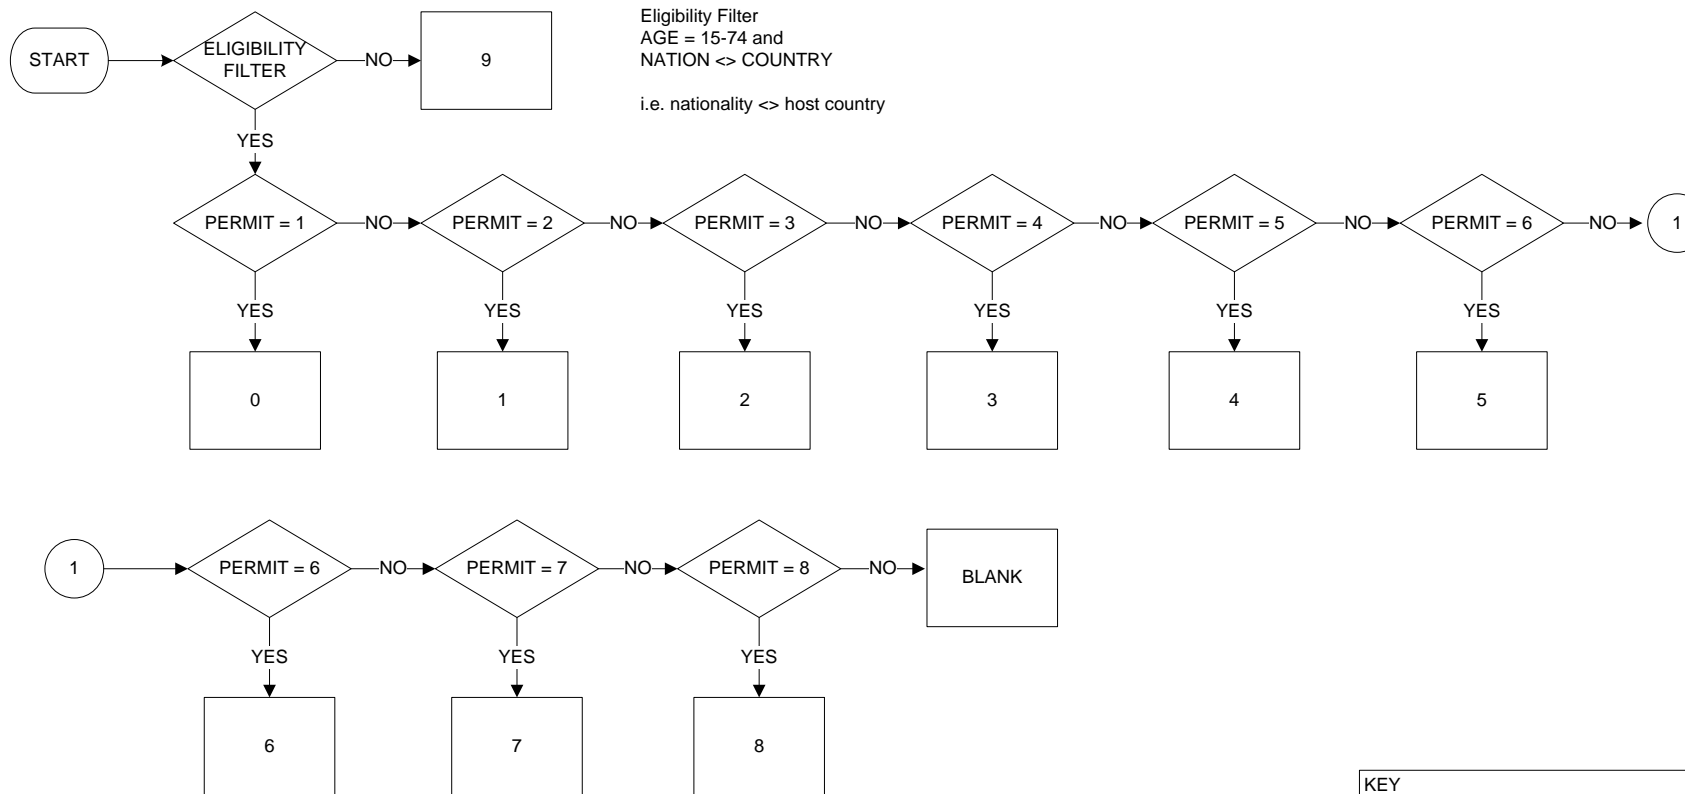 Eligibility Filter
AGE = 15-74 and
NATION <> COUNTRY
i.e. nationality <> host country
START
ELIGIBILITY
FILTER
NO
9
YES
PERMIT = 1
NO
PERMIT = 2
NO
PERMIT = 3
NO
PERMIT = 4
NO
PERMIT = 5
NO
PERMIT = 6
NO
1
YES
YES
YES
YES
YES
YES
0
1
2
3
4
5
1
PERMIT = 6
NO
PERMIT = 7
NO
PERMIT = 8
NO
BLANK
YES
YES
YES
6
7
8
KEY